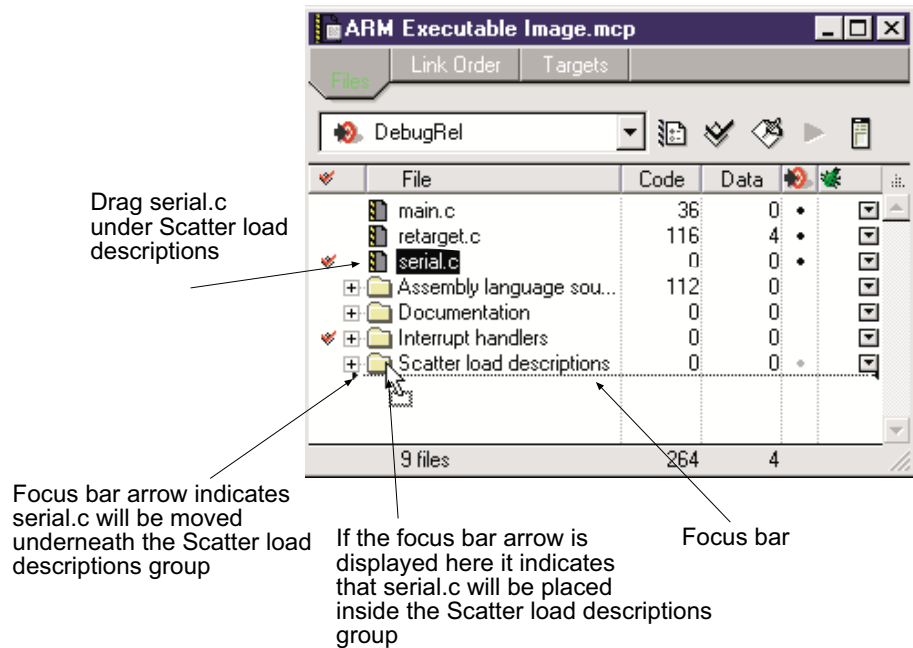 ARM Executable Image.mcp
Files
Link Order
Targets
DebugRel
File Code Data
main.c 36 0
retarget.c 116 4
serial.c 0 0
Assembly language sou... 112 0
Documentation 0 0
Interrupt handlers 0 0
Scatter load descriptions 0 0
9 files 264 4
Drag serial.c
under Scatter load
descriptions
Focus bar arrow indicates
serial.c will be moved
underneath the Scatter load
descriptions group
If the focus bar arrow is
displayed here it indicates
that serial.c will be placed
inside the Scatter load descriptions
group
Focus bar